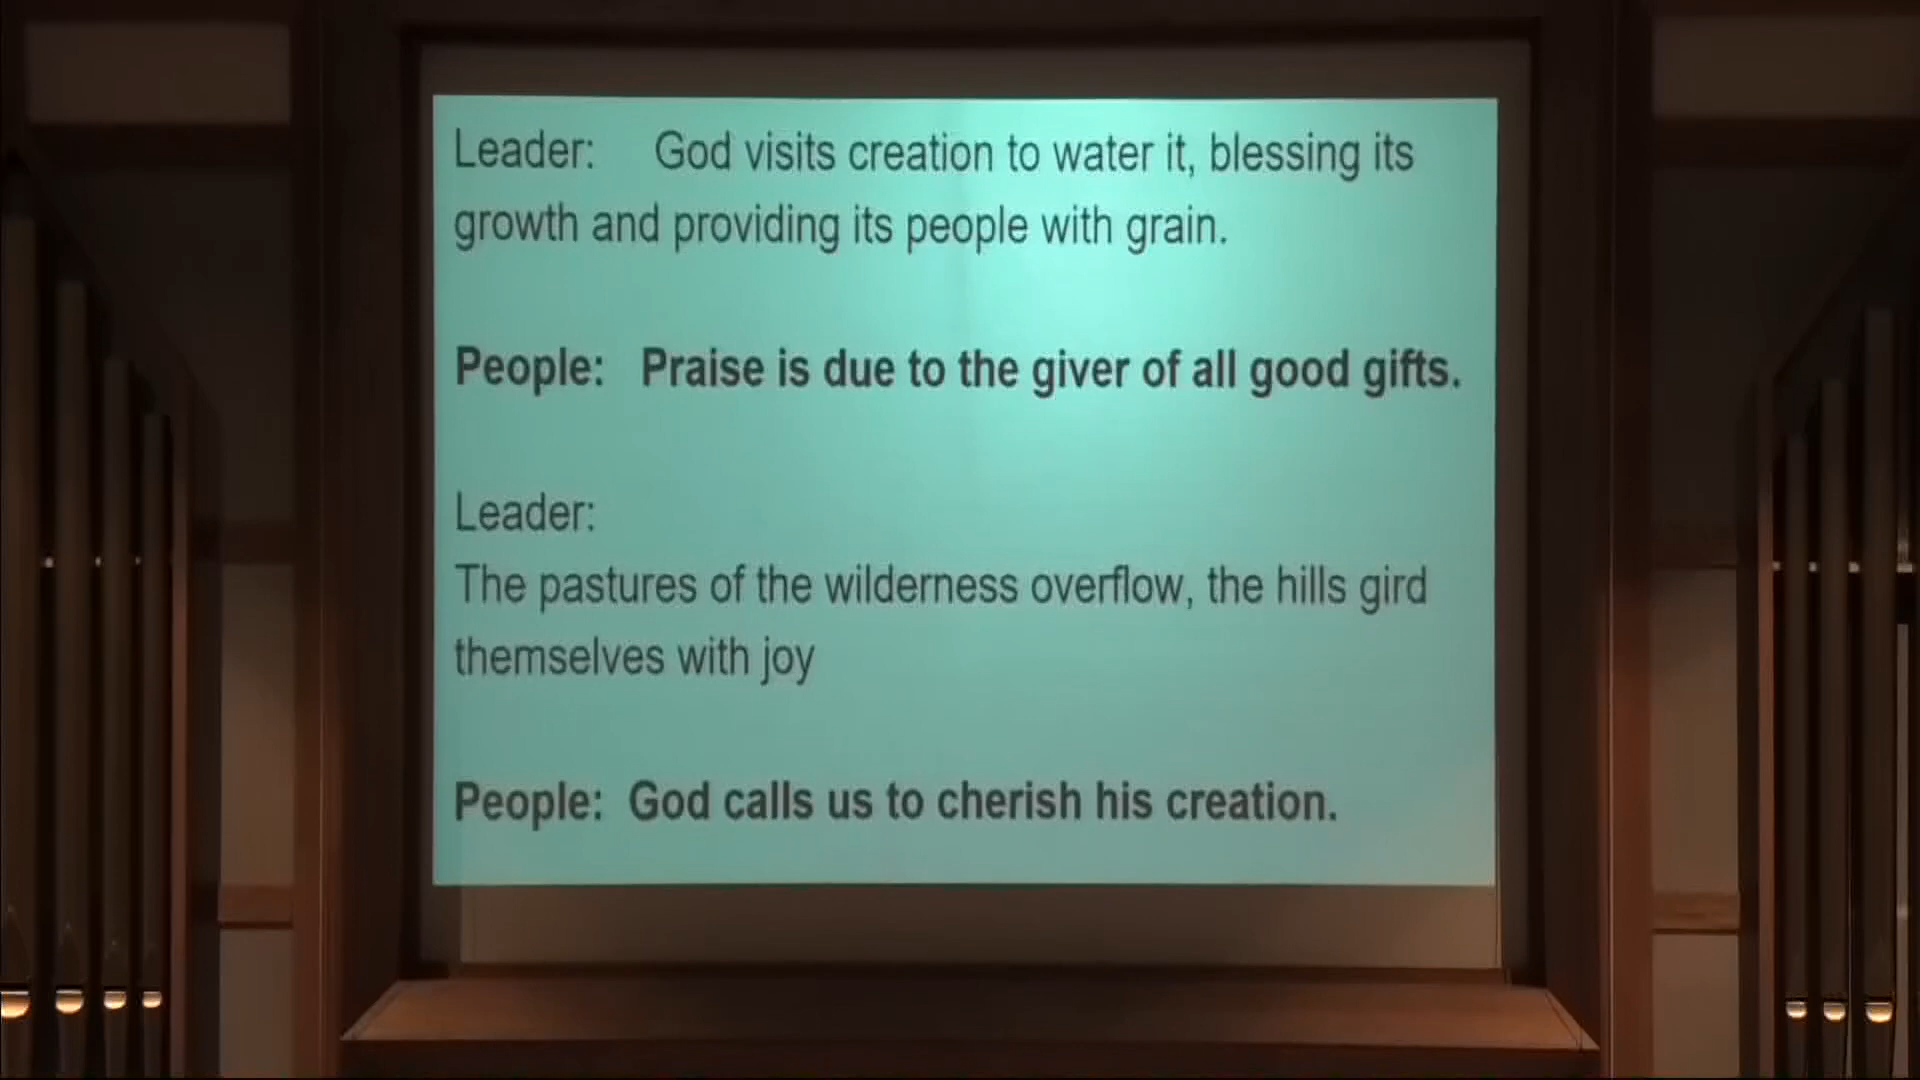 Leader: God visits creation to water it, blessing its
growth and providing its people with grain.
People: Praise is due to the giver of all good gifts.
Leader:
The pastures of the wilderness overflow, the hills gird
themselves with joy
People: God calls us to cherish his creation.